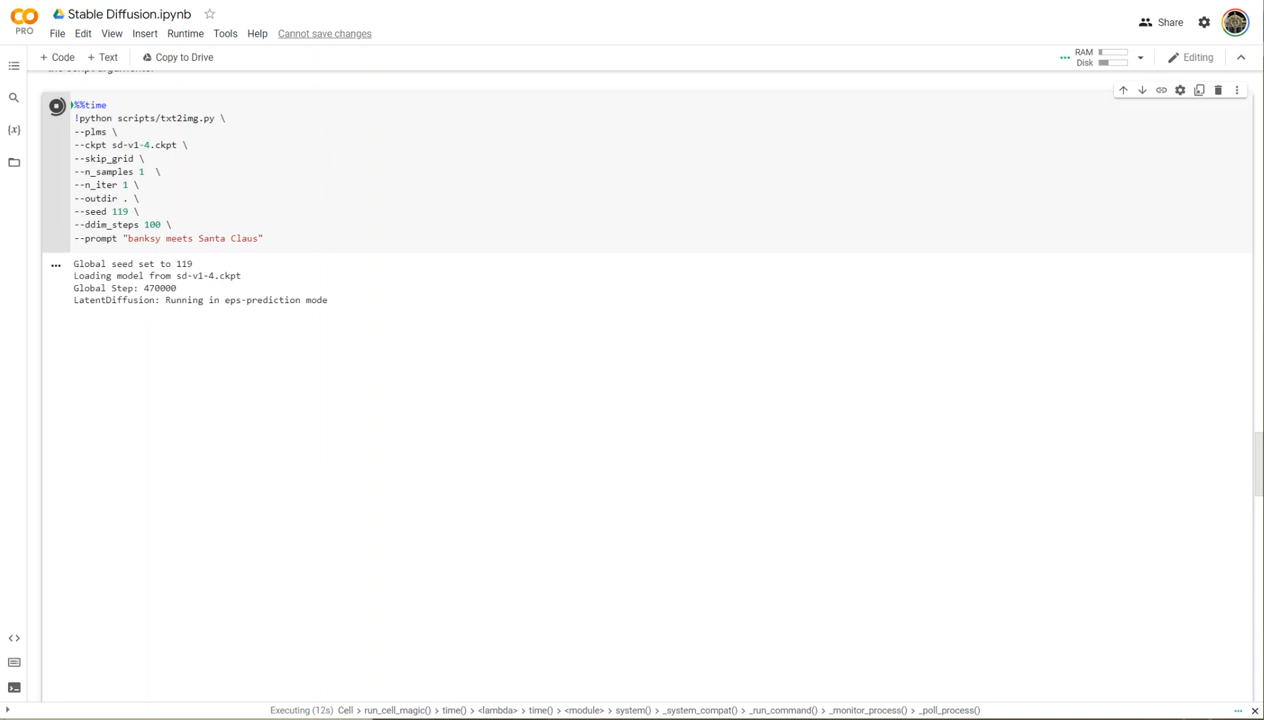 Stable Diffusion.ipynb
PRO
File Edit View Insert Runtime Tools Help Cannot save changes
Share
+ Code + Text Copy to Drive
RAM
Disk
Editing
%%time
!python scripts/txt2img.py \
--plms \
--ckpt sd-v1-4.ckpt \
--skip_grid \
--n_samples 1 \
--n_iter 1 \
--outdir . \
--seed 119 \
--ddim_steps 100 \
--prompt "banksy meets Santa Claus"
Global seed set to 119
Loading model from sd-v1-4.ckpt
Global Step: 470000
LatentDiffusion: Running in eps-prediction mode
Executing (12s) Cell > run_cell_magic() > time() > <lambda> > time() > <module> > system() > _system_compat() > _run_command() > _monitor_process() > _poll_process()